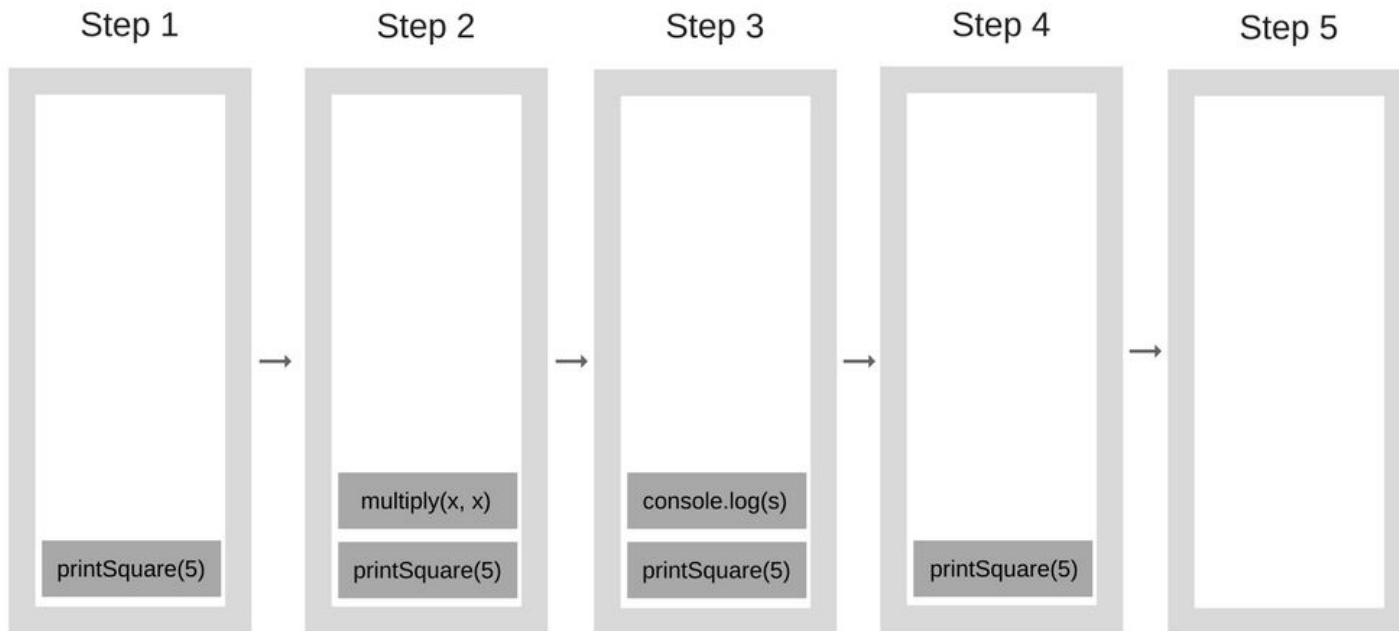 Step 1
Step 2
Step 3
Step 4
Step 5
multiply(x, x)
console.log(s)
printSquare(5)
printSquare(5)
printSquare(5)
printSquare(5)